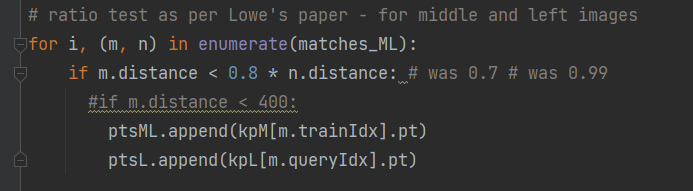 # ratio test as per Lowe's paper - for middle and left images
for i, (m, n) in enumerate(matches_ML):
    if m.distance < 0.8 * n.distance: # was 0.7 # was 0.99
      #if m.distance < 400:
        ptsML.append(kpM[m.trainIdx].pt)
        ptsL.append(kpL[m.queryIdx].pt)